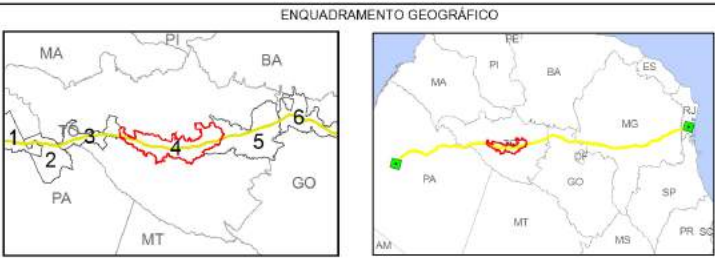 ENQUADRAMENTO GEOGRÁFICO
MA
PI
BA
1
2
TO
3
4
5
6
PA
MT
GO
PE
MA
PI
BA
ES
RJ
MG
TO
DF
PA
GO
SP
MT
MS
PR
SC
AM